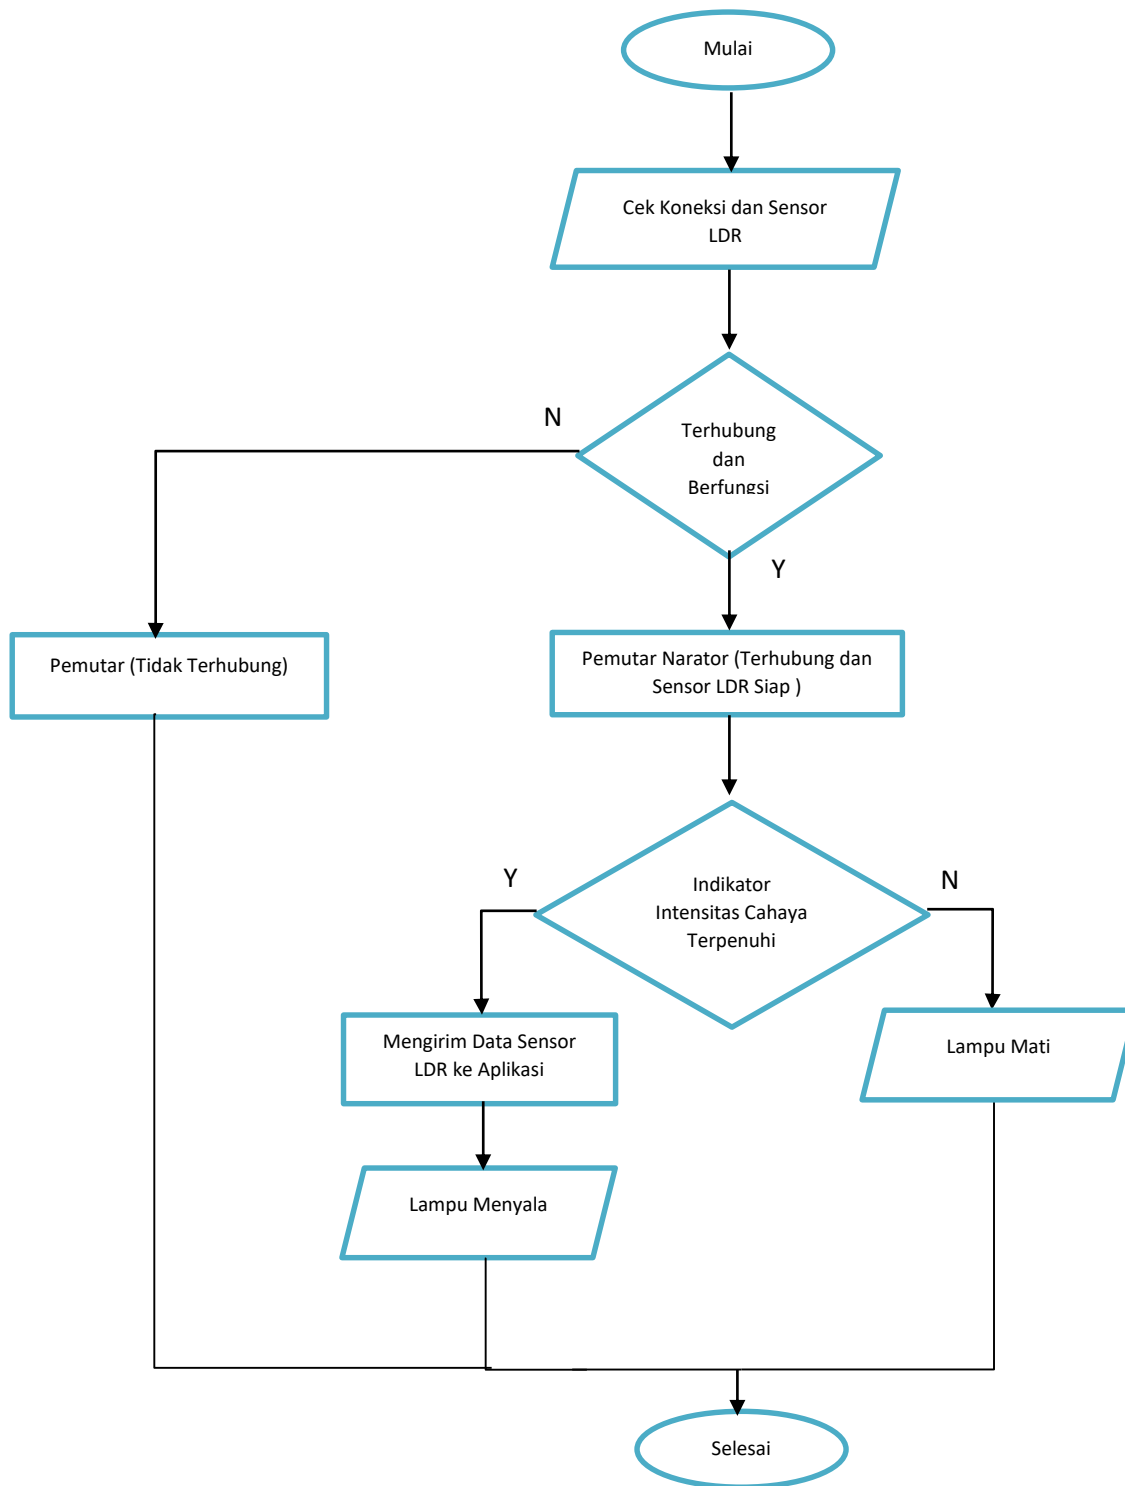 Mulai
Cek Koneksi dan Sensor
LDR
N
Terhubung
dan
Berfungsi
Y
Pemutar (Tidak Terhubung)
Pemutar Narator (Terhubung dan
Sensor LDR Siap )
Y
N
Indikator
Intensitas Cahaya
Terpenuhi
Mengirim Data Sensor
LDR ke Aplikasi
Lampu Mati
Lampu Menyala
Selesai